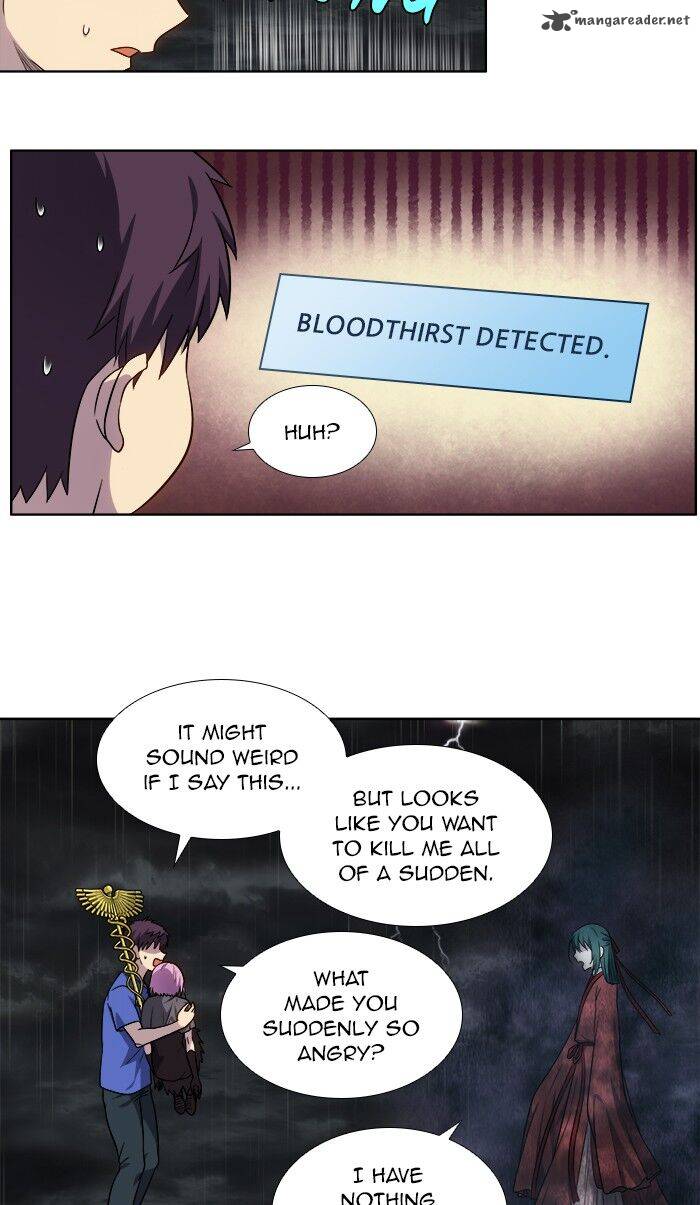 mangareader.net
BLOODTHIRST DETECTED.
HUH?
IT MIGHT
SOUND WEIRD
IF I SAY THIS...
BUT LOOKS
LIKE YOU WANT
TO KILL ME ALL
OF A SUDDEN.
WHAT
MADE YOU
SUDDENLY SO
ANGRY?
I HAVE
NOTHING